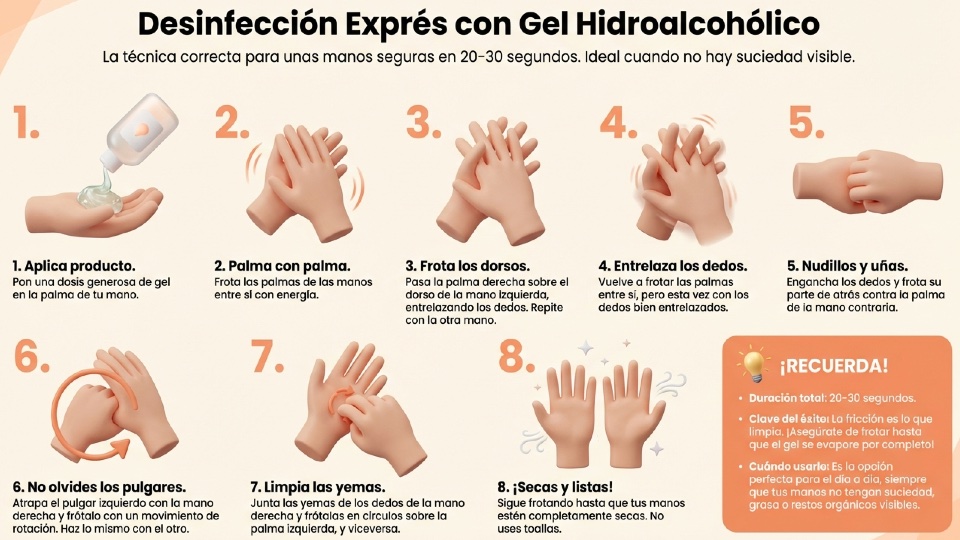 Desinfección Exprés con Gel Hidroalcohólico
La técnica correcta para unas manos seguras en 20-30 segundos. Ideal cuando no hay suciedad visible.
1.
2.
3.
4.
5.
1. Aplica producto.
Pon una dosis generosa de gel
en la palma de tu mano.
2. Palma con palma.
Frota las palmas de las manos
entre sí con energía.
3. Frota los dorsos.
Pasa la palma derecha sobre el
dorso de la mano izquierda,
entrelazando los dedos. Repite
con la otra mano.
4. Entrelaza los dedos.
Vuelve a frotar las palmas
entre si, pero esta vez con los
dedos bien entrelazados.
5. Nudillos y uñas.
Engancha los dedos y frota su
parte de atrás contra la palma
de la mano contraria.
6.
7.
8.
6. No olvides los pulgares.
Atrapa el pulgar izquierdo con la mano
derecha y frótalo con un movimiento de
rotación. Haz lo mismo con el otro.
7. Limpia las yemas.
Junta las yemas de los dedos de la mano
derecha y frótalas en círculos sobre la
palma izquierda, y viceversa.
8. ¡Secas y listas!
Sigue frotando hasta que tus manos
estén completamente secas. No
uses toallas.
¡RECUERDA!
• Duración total: 20-30 segundos.
• Clave del éxito: La fricción es lo que
limpia. ¡Asegúrate de frotar hasta
que el gel se evapore por completo!
• Cuándo usarlo: Es la opción
perfecta para el día a día, siempre
que tus manos no tengan suciedad,
grasa o restos orgánicos visibles.